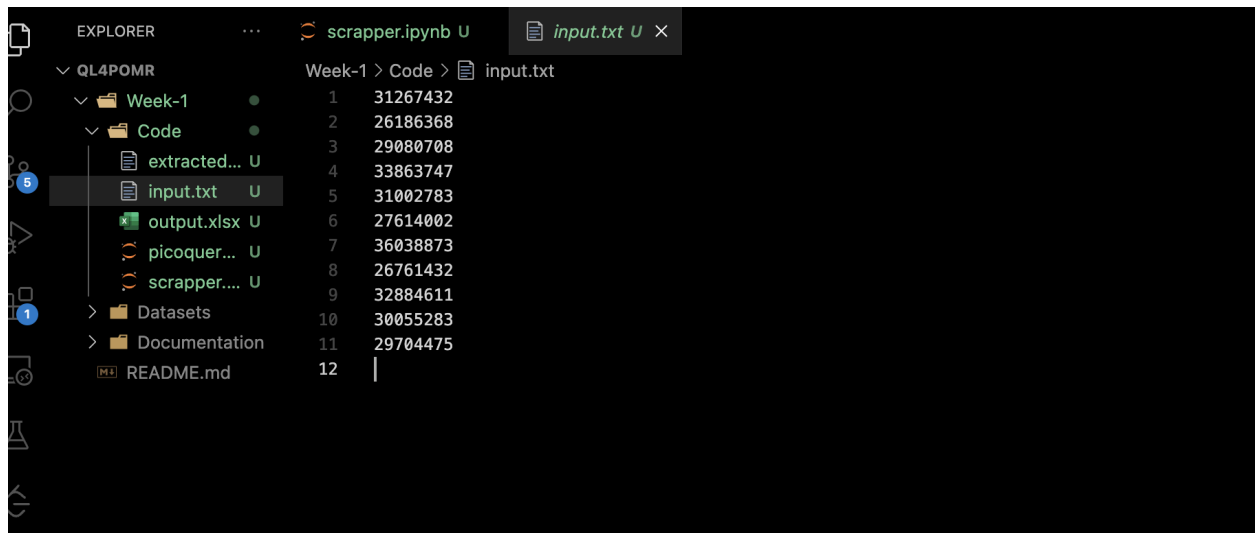 EXPLORER ...
QL4POMR
Week-1
Code
extracted... U
input.txt U
output.xlsx U
picoquer... U
scrapper.... U
Datasets
Documentation
README.md
5
1
scrapper.ipynb U
input.txt U
Week-1 > Code > input.txt
1 31267432
2 26186368
3 29080708
4 33863747
5 31002783
6 27614002
7 36038873
8 26761432
9 32884611
10 30055283
11 29704475
12